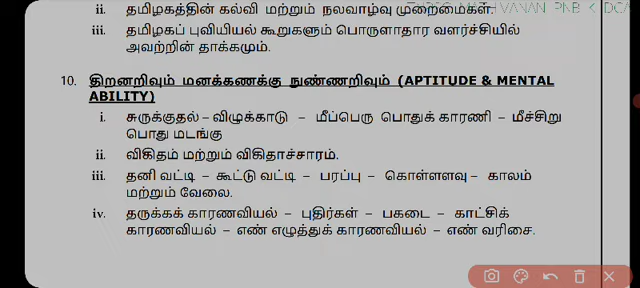 ii. தமிழகத்தின் கல்வி மற்றும் நலவாழ்வு முறைமைகள்.
iii. தமிழகப் புவியியல் கூறுகளும் பொருளாதார வளர்ச்சியில்
அவற்றின் தாக்கமும்.
10. திறனறிவும் மனக்கணக்கு நுண்ணறிவும் (APTITUDE & MENTAL
ABILITY)
i. சுருக்குதல் – விழுக்காடு – மீப்பெரு பொதுக் காரணி – மீச்சிறு
பொது மடங்கு
ii. விகிதம் மற்றும் விகிதாச்சாரம்.
iii. தனி வட்டி – கூட்டு வட்டி – பரப்பு – கொள்ளளவு – காலம்
மற்றும் வேலை.
iv. தருக்கக் காரணவியல் – புதிர்கள் – பகடை – காட்சிக்
காரணவியல் – எண் எழுத்துக் காரணவியல் – எண் வரிசை.